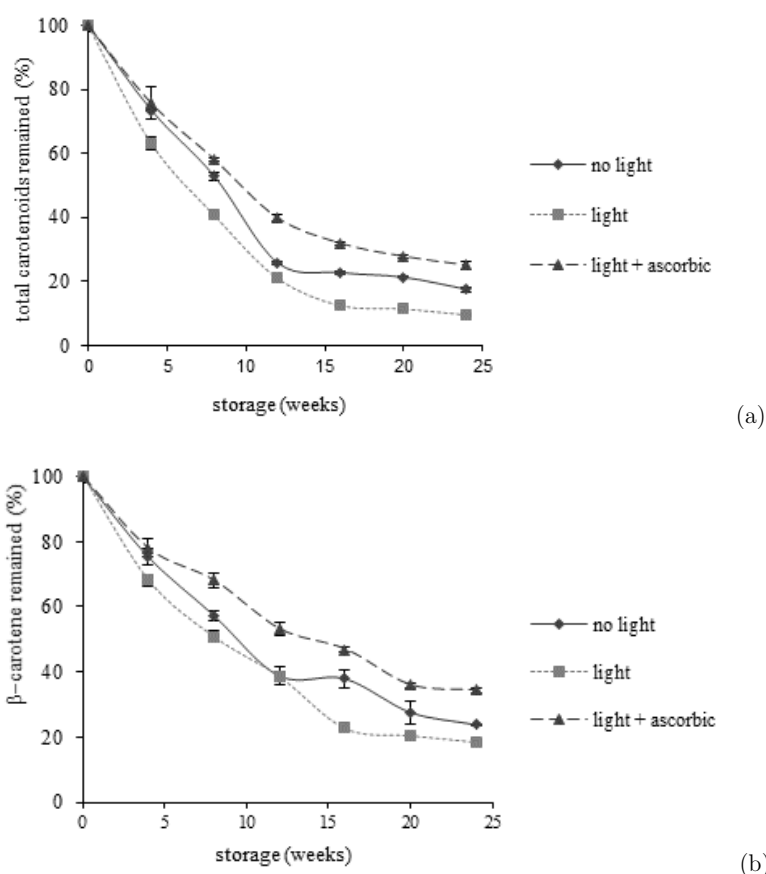 total carotenoids remained (%)
100
80
60
40
20
0
0 5 10 15 20 25
storage (weeks)
no light
light
light + ascorbic
(a)
β-carotene remained (%)
100
80
60
40
20
0
0 5 10 15 20 25
storage (weeks)
no light
light
light + ascorbic
(b)